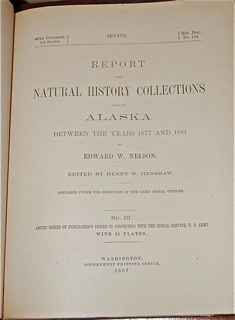 49th Congress, SENATE. Mis. Doc.
1st Session. No. 156.
REPORT
UPON
NATURAL HISTORY COLLECTIONS
MADE IN
ALASKA
BETWEEN THE YEARS 1877 AND 1881
BY
EDWARD W. NELSON.
EDITED BY HENRY W. HENSHAW.
PREPARED UNDER THE DIRECTION OF THE CHIEF SIGNAL OFFICER.
No. III.
ARCTIC SERIES OF PUBLICATIONS ISSUED IN CONNECTION WITH THE SIGNAL SERVICE, U. S. ARMY.
WITH 21 PLATES.
WASHINGTON:
GOVERNMENT PRINTING OFFICE.
1887